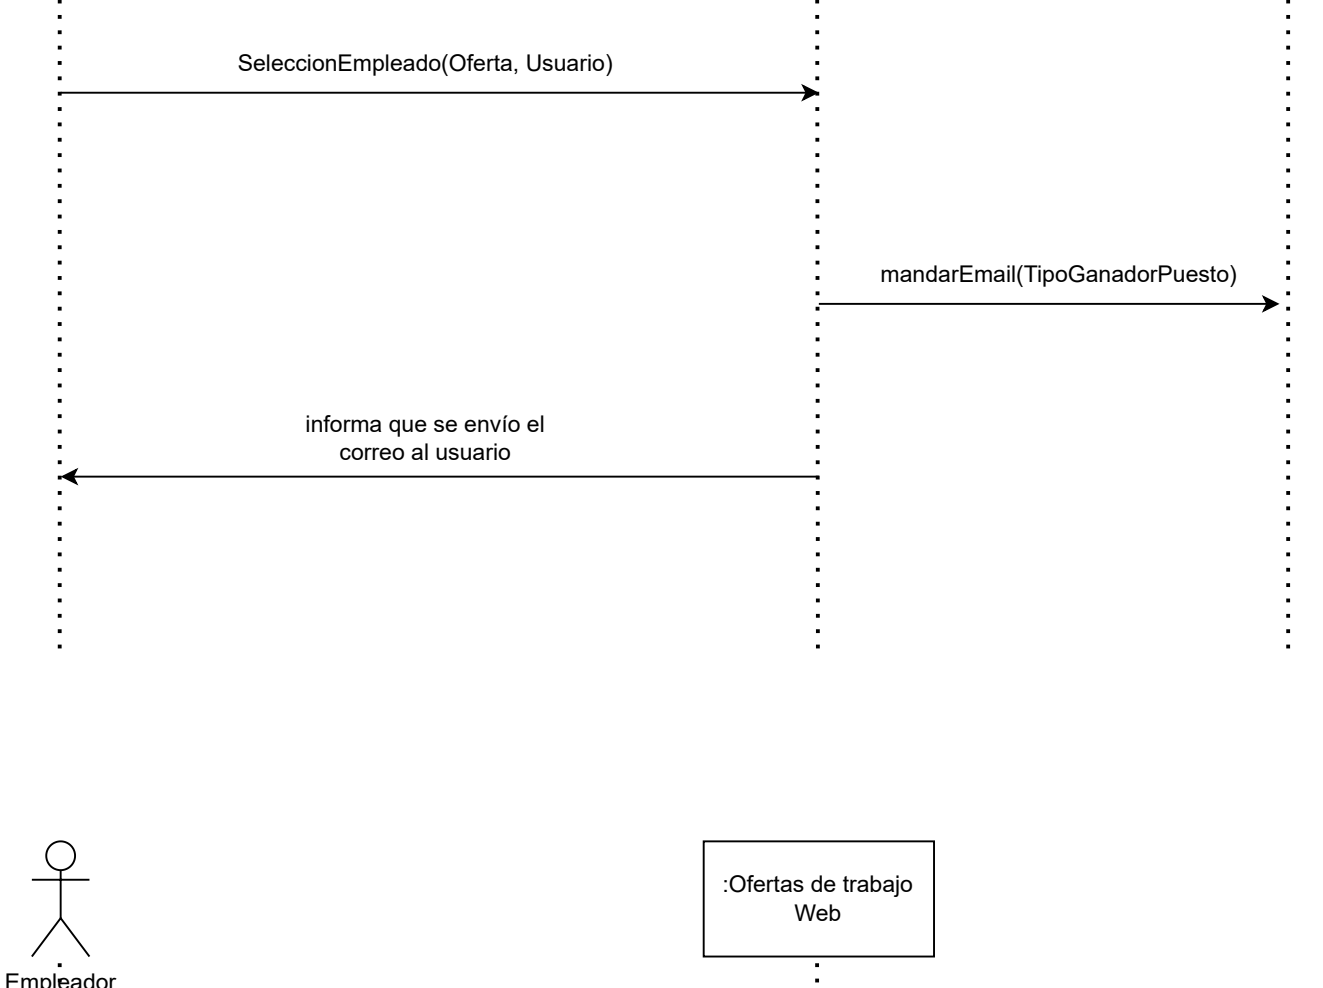 SeleccionEmpleado(Oferta, Usuario)
mandarEmail(TipoGanadorPuesto)
informa que se envío el
correo al usuario
:Ofertas de trabajo
Web
Empleador